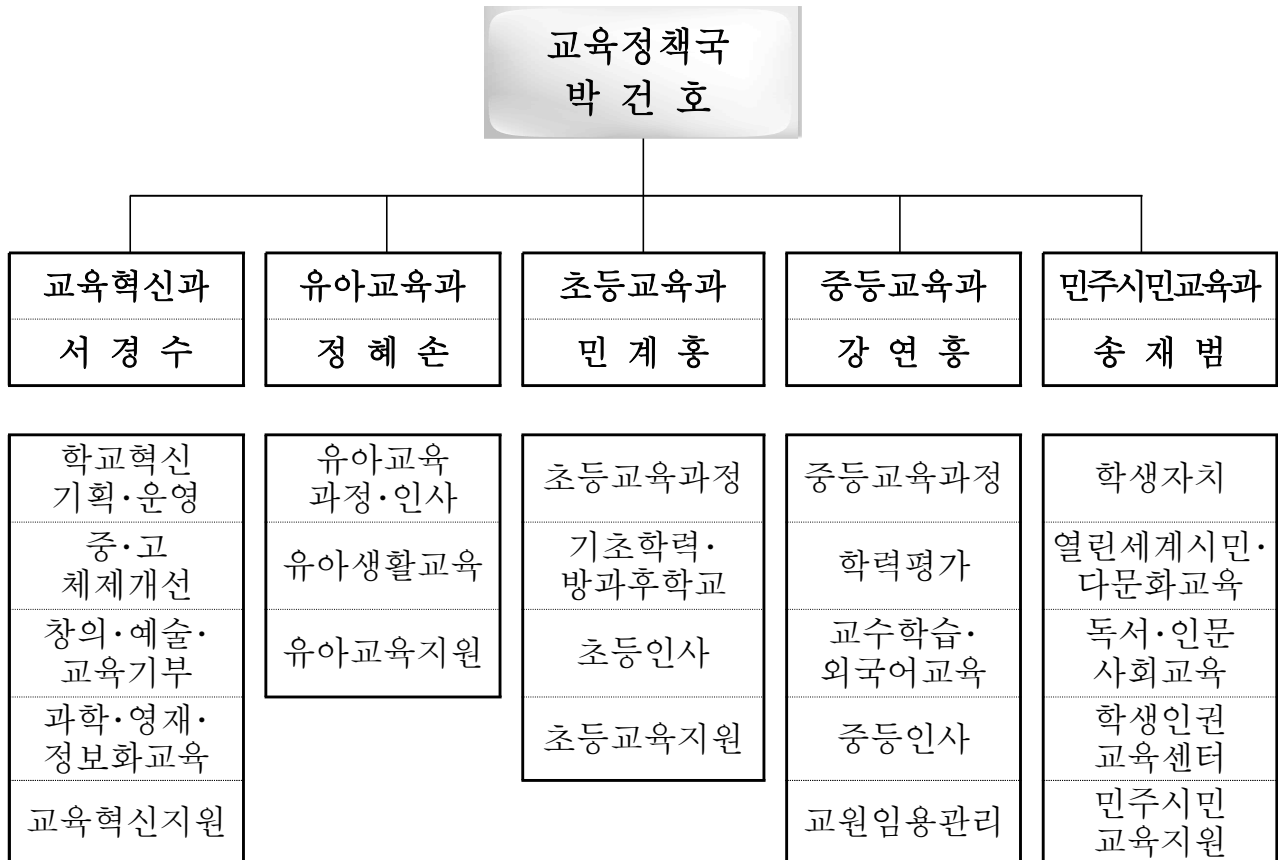 교육정책국
박 건 호
교육혁신과
서 경 수
유아교육과
정 혜 손
초등교육과
민 계 홍
중등교육과
강 연 흥
민주시민교육과
송 재 범
학교혁신
기획·운영
중·고
체제개선
창의·예술·
교육기부
과학·영재·
정보화교육
교육혁신지원
유아교육
과정·인사
유아생활교육
유아교육지원
초등교육과정
기초학력·
방과후학교
초등인사
초등교육지원
중등교육과정
학력평가
교수학습·
외국어교육
중등인사
교원임용관리
학생자치
열린세계시민·
다문화교육
독서·인문
사회교육
학생인권
교육센터
민주시민
교육지원